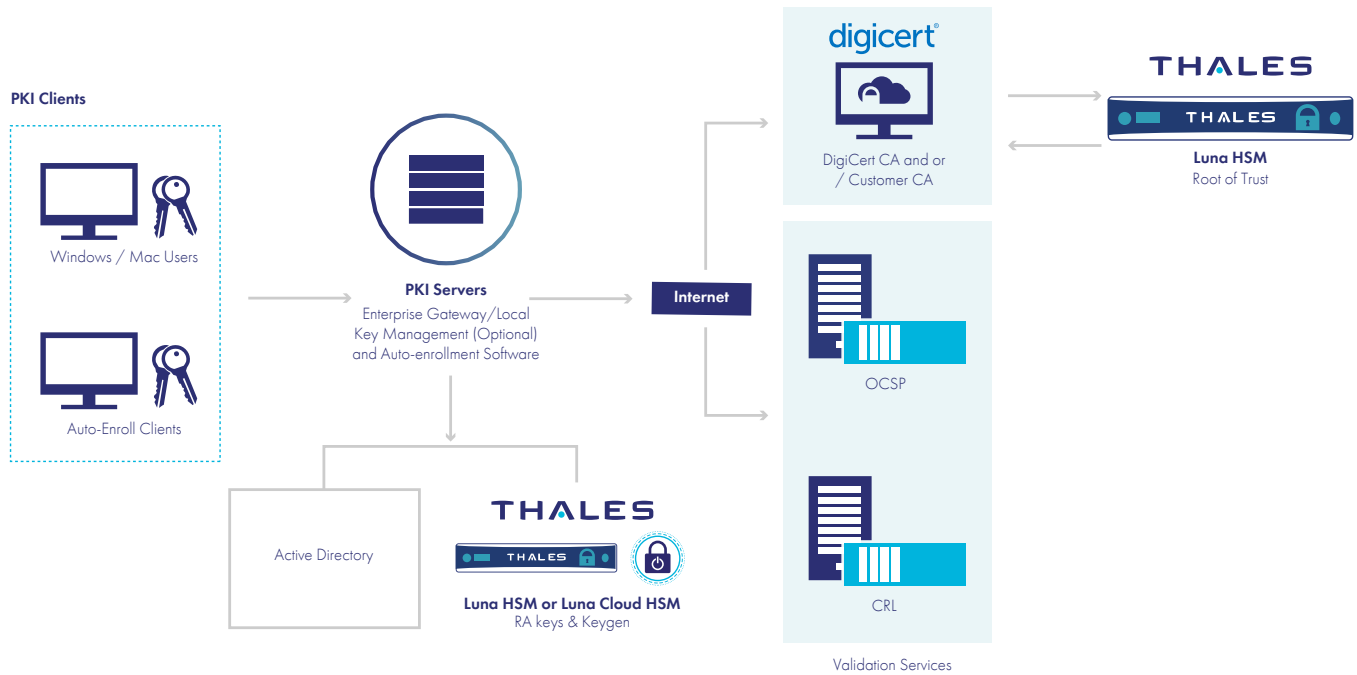 PKI Clients
Windows / Mac Users
Auto-Enroll Clients
PKI Servers
Enterprise Gateway/Local
Key Management (Optional)
and Auto-enrollment Software
Active Directory
THALES
THALES
Luna HSM or Luna Cloud HSM
RA keys & Keygen
Internet
digicert®
DigiCert CA and or
/ Customer CA
THALES
THALES
Luna HSM
Root of Trust
OCSP
CRL
Validation Services